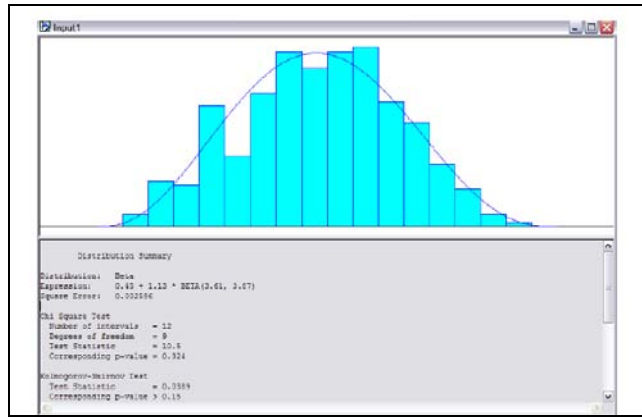 Input1
Distribution Summary
Distribution: Beta
Expression: 0.43 + 1.13 * BETA(3.61, 3.87)
Square Error: 0.002596
Chi Square Test
Number of intervals = 12
Degrees of freedom = 9
Test Statistic = 10.5
Corresponding p-value = 0.324
Kolmogorov-Smirnov Test
Test Statistic = 0.0389
Corresponding p-value > 0.15